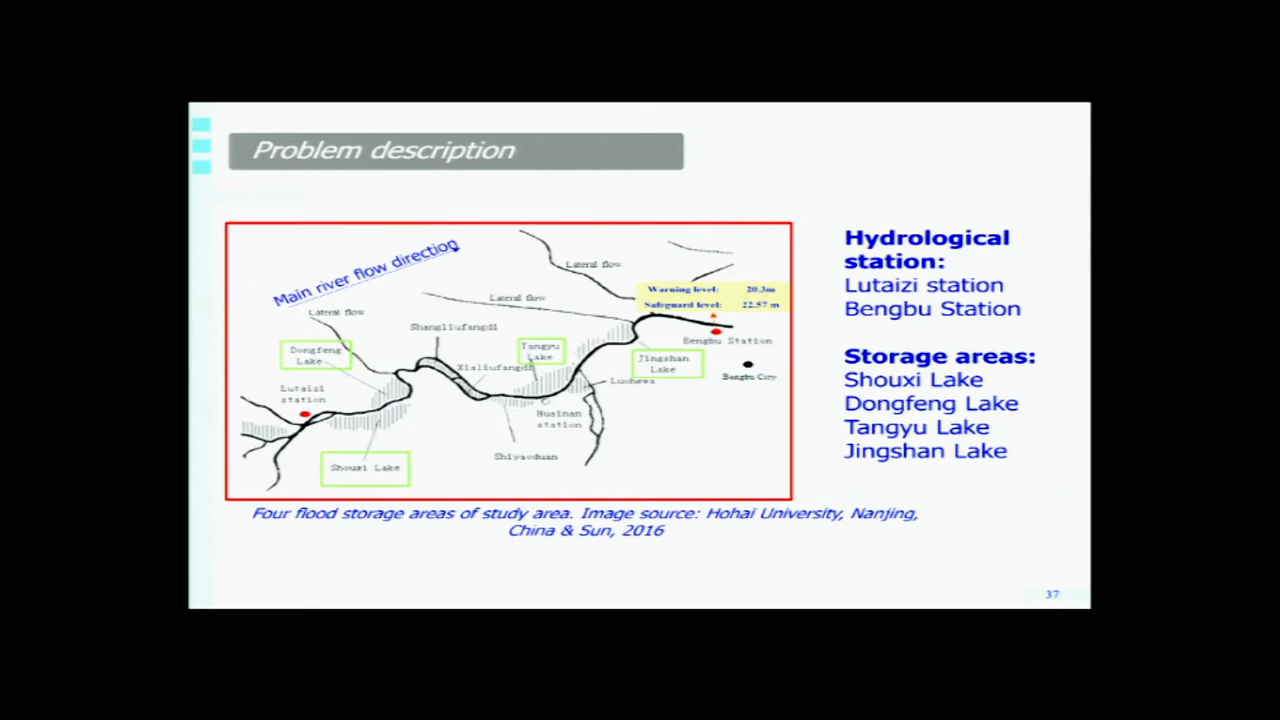 Problem description
Main river flow direction
Lateral flow
Lateral flow
Lateral flow
Warning level: 20.3m
Safeguard level: 22.57 m
Shangliufangdi
Dongfeng
Lake
Xialiufangdi
Tangyu
Lake
Bengbu Station
Jingshan
Lake
Bengbu City
Lutaizi
station
Huainan
station
Shiyaoduan
Shouxi Lake
Hydrological
station:
Lutaizi station
Bengbu Station
Storage areas:
Shouxi Lake
Dongfeng Lake
Tangyu Lake
Jingshan Lake
Four flood storage areas of study area. Image source: Hohai University, Nanjing,
China & Sun, 2016
37